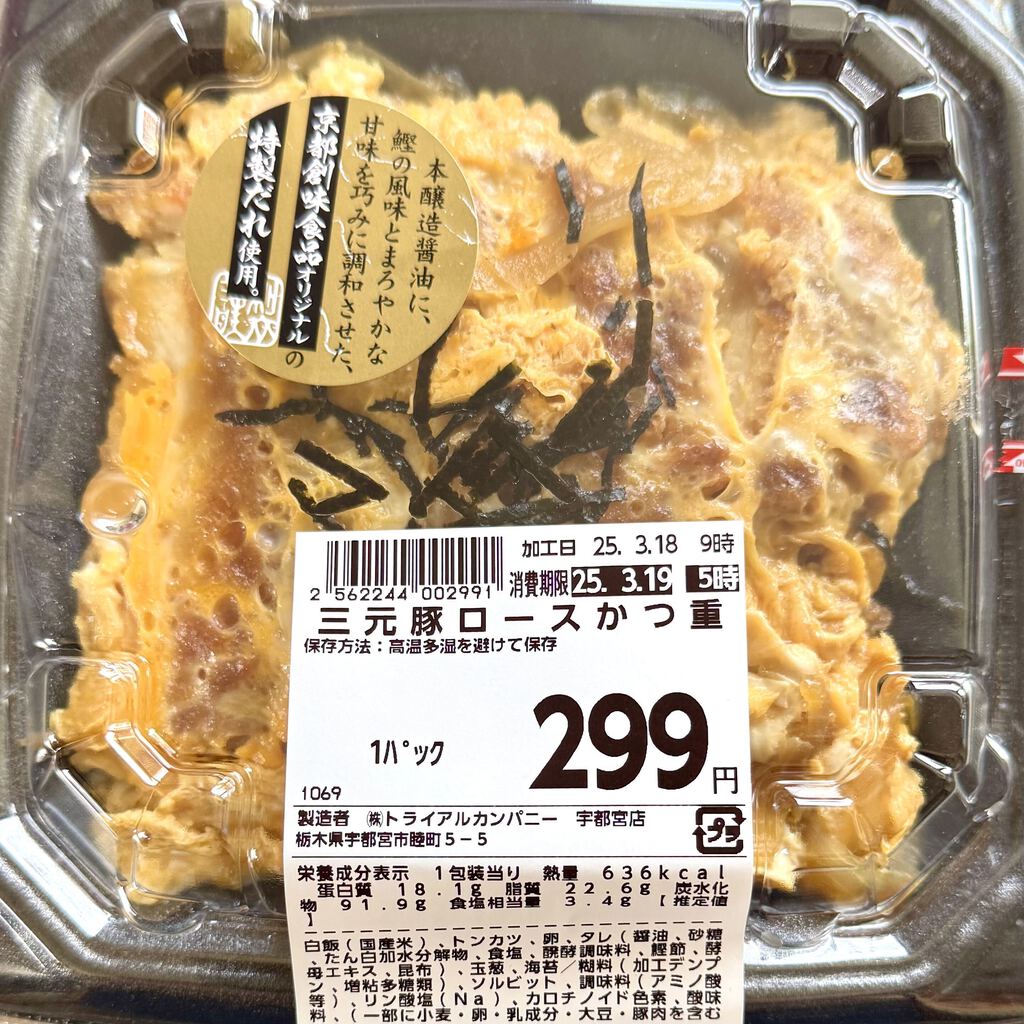 本醸造醤油に、
鰹の風味とまろやかな
甘味を巧みに調和させた、
京都創味食品オリジナルの
特製だれ使用。
加工日 25. 3.18 9時
2 562244 002991
消費期限 25. 3.19 5時
三元豚ロースかつ重
保存方法：高温多湿を避けて保存
299円
1パック
1069
製造者 ㈱トライアルカンパニー 宇都宮店
栃木県宇都宮市睦町5-5
プラ
栄養成分表示 1包装当り 熱量 636kcal
蛋白質 18.1g 脂質 22.6g 炭水化
物 91.9g 食塩相当量 3.4g 【推定値
】
白飯(国産米)、トンカツ、卵、タレ(醤油、砂糖
、たん白加水分解物、食塩、醗酵調味料、鰹節、酵
母エキス、昆布)、玉葱、海苔／糊料(加工デンプ
ン、増粘多糖類)、ソルビット、調味料(アミノ酸
等)、リン酸塩(Na)、カロチノイド色素、酸味
料、(一部に小麦・卵・乳成分・大豆・豚肉を含む